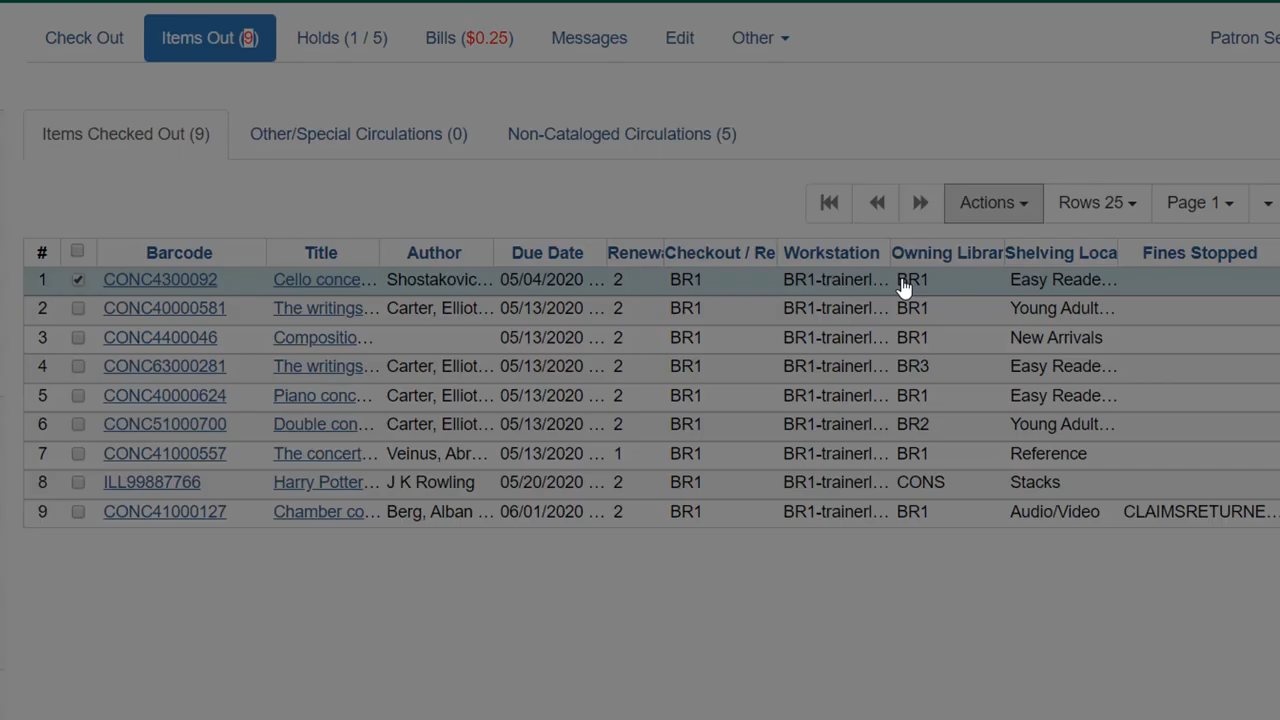 Check Out Items Out (9) Holds (1 / 5) Bills ($0.25) Messages Edit Other Patron Se
Items Checked Out (9) Other/Special Circulations (0) Non-Cataloged Circulations (5)
Actions Rows 25 Page 1
# Barcode Title Author Due Date Renewa Checkout / Re Workstation Owning Librar Shelving Loca Fines Stopped
1 CONC4300092 Cello conce... Shostakovic... 05/04/2020 ... 2 BR1 BR1-trainerl... BR1 Easy Reade...
2 CONC40000581 The writings... Carter, Elliot... 05/13/2020 ... 2 BR1 BR1-trainerl... BR1 Young Adult...
3 CONC4400046 Compositio... 05/13/2020 ... 2 BR1 BR1-trainerl... BR1 New Arrivals
4 CONC63000281 The writings... Carter, Elliot... 05/13/2020 ... 2 BR1 BR1-trainerl... BR3 Easy Reade...
5 CONC40000624 Piano conc... Carter, Elliot... 05/13/2020 ... 2 BR1 BR1-trainerl... BR1 Easy Reade...
6 CONC51000700 Double con... Carter, Elliot... 05/13/2020 ... 2 BR1 BR1-trainerl... BR2 Young Adult...
7 CONC41000557 The concert... Veinus, Abr... 05/13/2020 ... 1 BR1 BR1-trainerl... BR1 Reference
8 ILL99887766 Harry Potter... J K Rowling 05/20/2020 ... 2 BR1 BR1-trainerl... CONS Stacks
9 CONC41000127 Chamber co... Berg, Alban ... 06/01/2020 ... 2 BR1 BR1-trainerl... BR1 Audio/Video CLAIMSRETURNE...